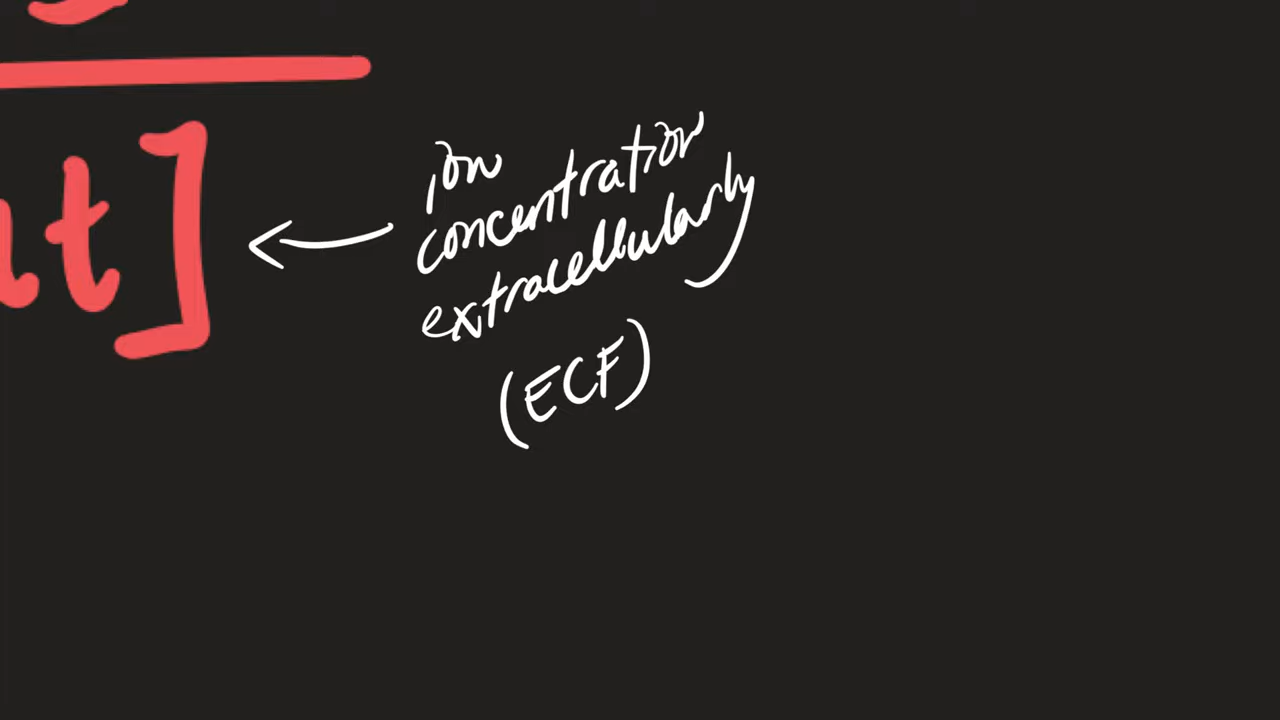 t]
ion
concentration
extracellularly
(ECF)